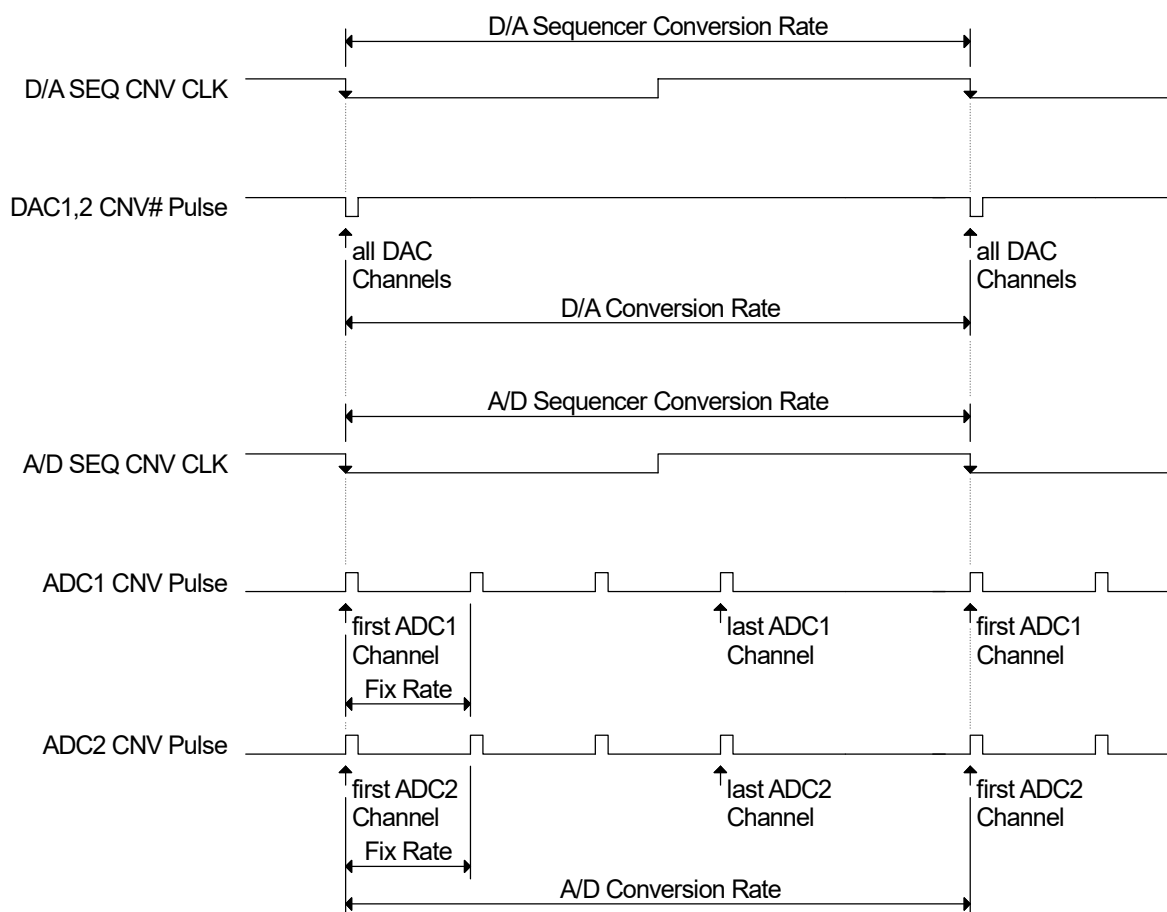 D/A Sequencer Conversion Rate
D/A SEQ CNV CLK
DAC1,2 CNV# Pulse
all DAC
Channels
all DAC
Channels
D/A Conversion Rate
A/D Sequencer Conversion Rate
A/D SEQ CNV CLK
ADC1 CNV Pulse
first ADC1
Channel
last ADC1
Channel
first ADC1
Channel
Fix Rate
ADC2 CNV Pulse
first ADC2
Channel
last ADC2
Channel
first ADC2
Channel
Fix Rate
A/D Conversion Rate